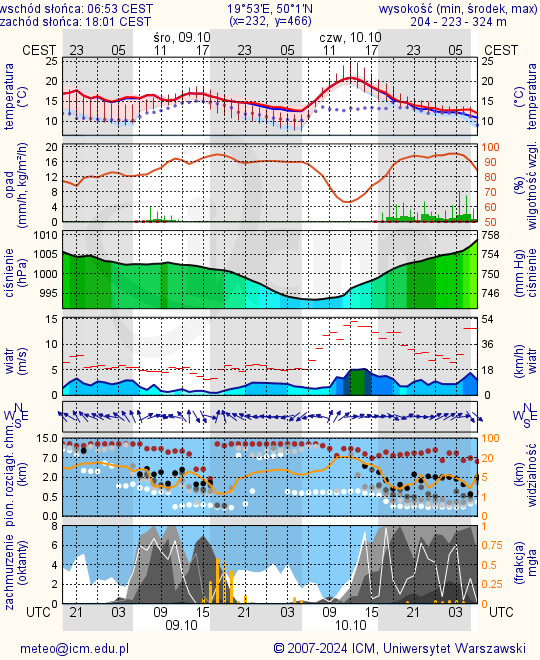 wschód słońca: 06:53 CEST 19°53'E, 50°1'N wysokość (min, środek, max)
zachód słońca: 18:01 CEST (x=232, y=466) 204 - 223 - 324 m
śro, 09.10 czw, 10.10
CEST 23 05 11 17 23 05 11 17 23 05 CEST
temperatura (°C)
25 20 15 10
25 20 15 10
temperatura (°C)
opad (mm/h, kg/m²/h)
20 16 12 8 4 0
100 90 80 70 60 50
(%) wilgotność wzgl.
ciśnienie (hPa)
1010 1005 1000 995
758 754 750 746
(mm Hg) ciśnienie
wiatr (m/s)
15 10 5 0
54 36 18 0
(km/h) wiatr
N W E S
N W E S
pion. rozciągł. chm. (km)
15.0 7.0 2.0 0.5 0.0
100 20 5 1 0
(km) widzialność
zachmurzenie (oktanty)
8 6 4 2 0
1 0.75 0.5 0.25 0
(frakcja) mgła
UTC 21 03 09 15 21 03 09 15 21 03 UTC
09.10 10.10
meteo@icm.edu.pl © 2007-2024 ICM, Uniwersytet Warszawski